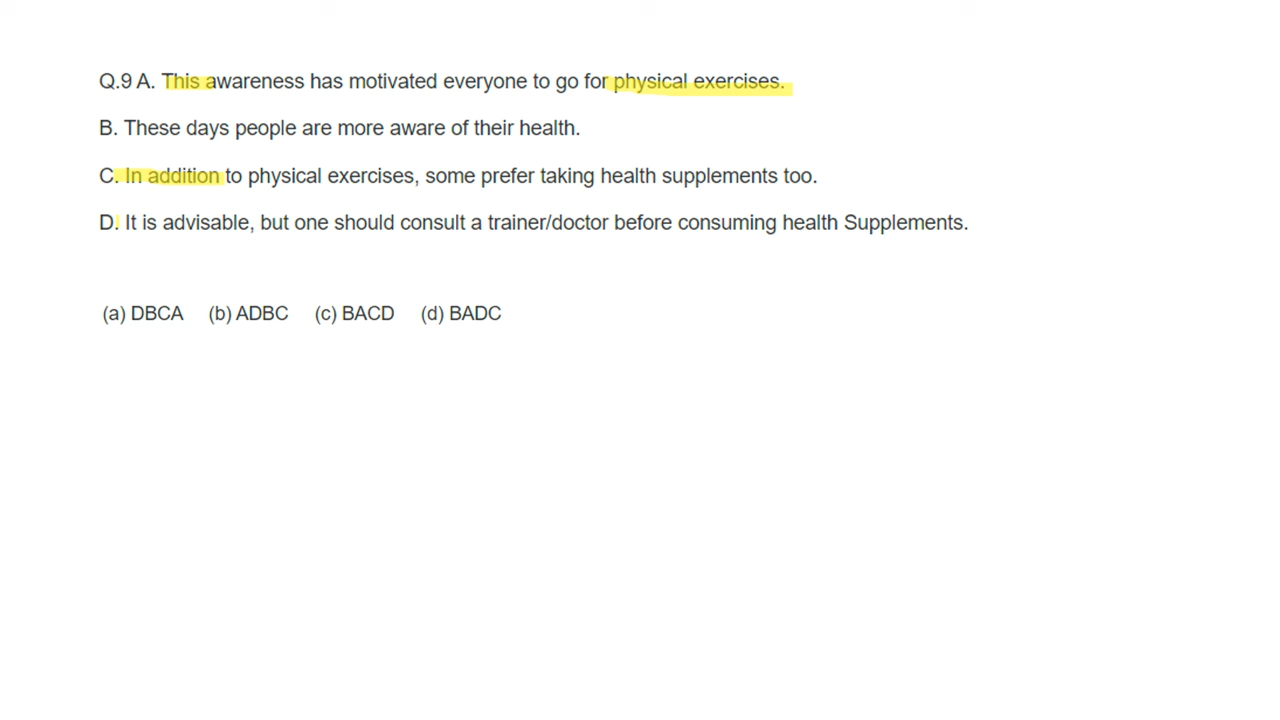 Q.9 A. This awareness has motivated everyone to go for physical exercises.
B. These days people are more aware of their health.
C. In addition to physical exercises, some prefer taking health supplements too.
D. It is advisable, but one should consult a trainer/doctor before consuming health Supplements.
(a) DBCA (b) ADBC (c) BACD (d) BADC